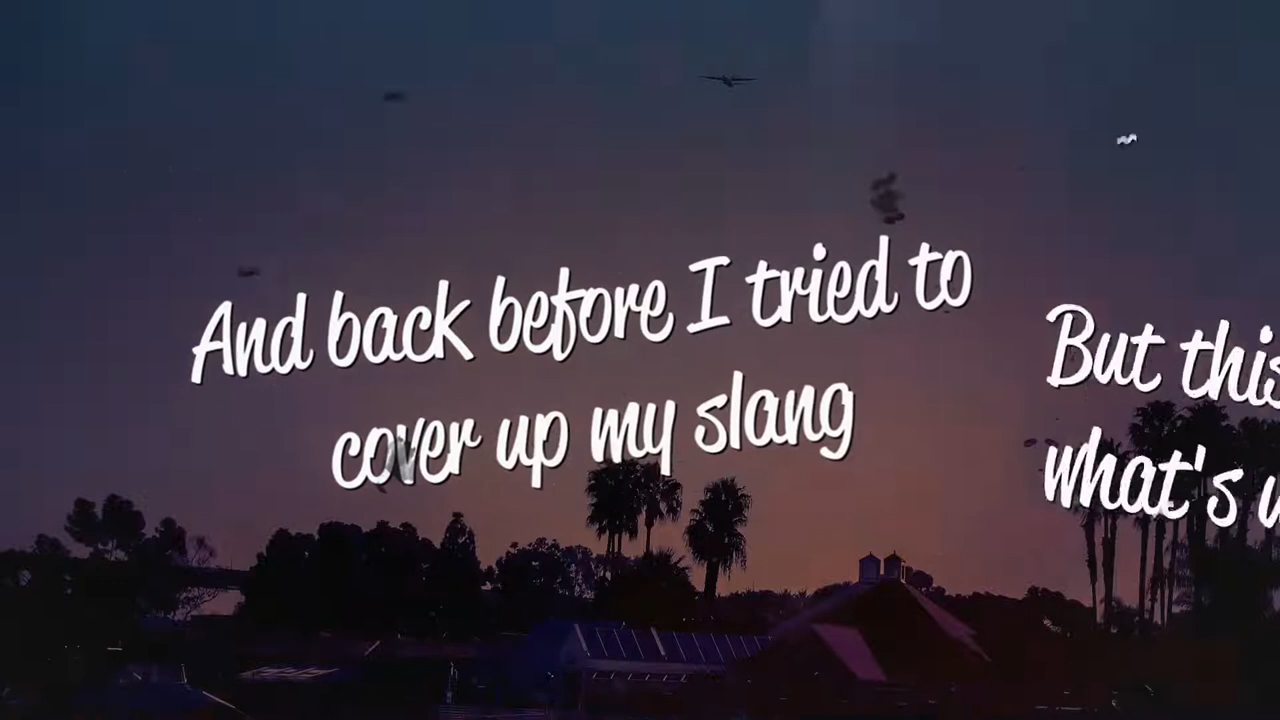 And back before I tried to
cover up my slang
But this
what's